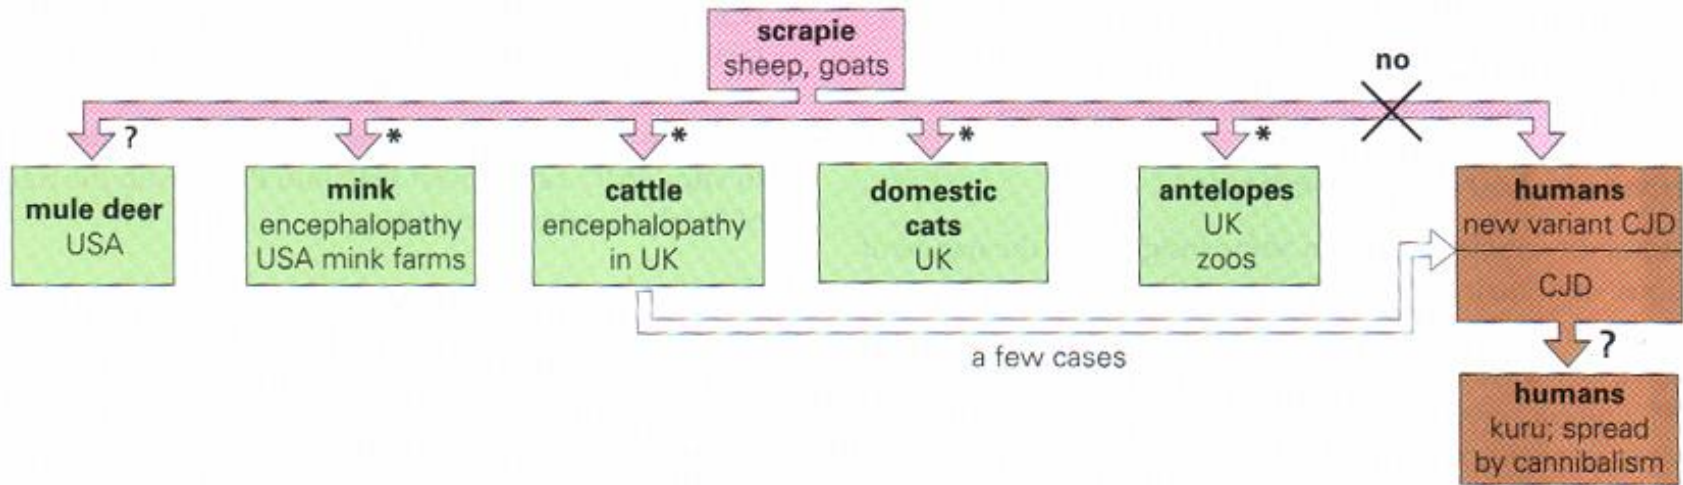 scrapie
sheep, goats
no
?
*
*
*
*
mule deer
USA
mink
encephalopathy
USA mink farms
cattle
encephalopathy
in UK
domestic
cats
UK
antelopes
UK
zoos
humans
new variant CJD
CJD
a few cases
?
humans
kuru; spread
by cannibalism